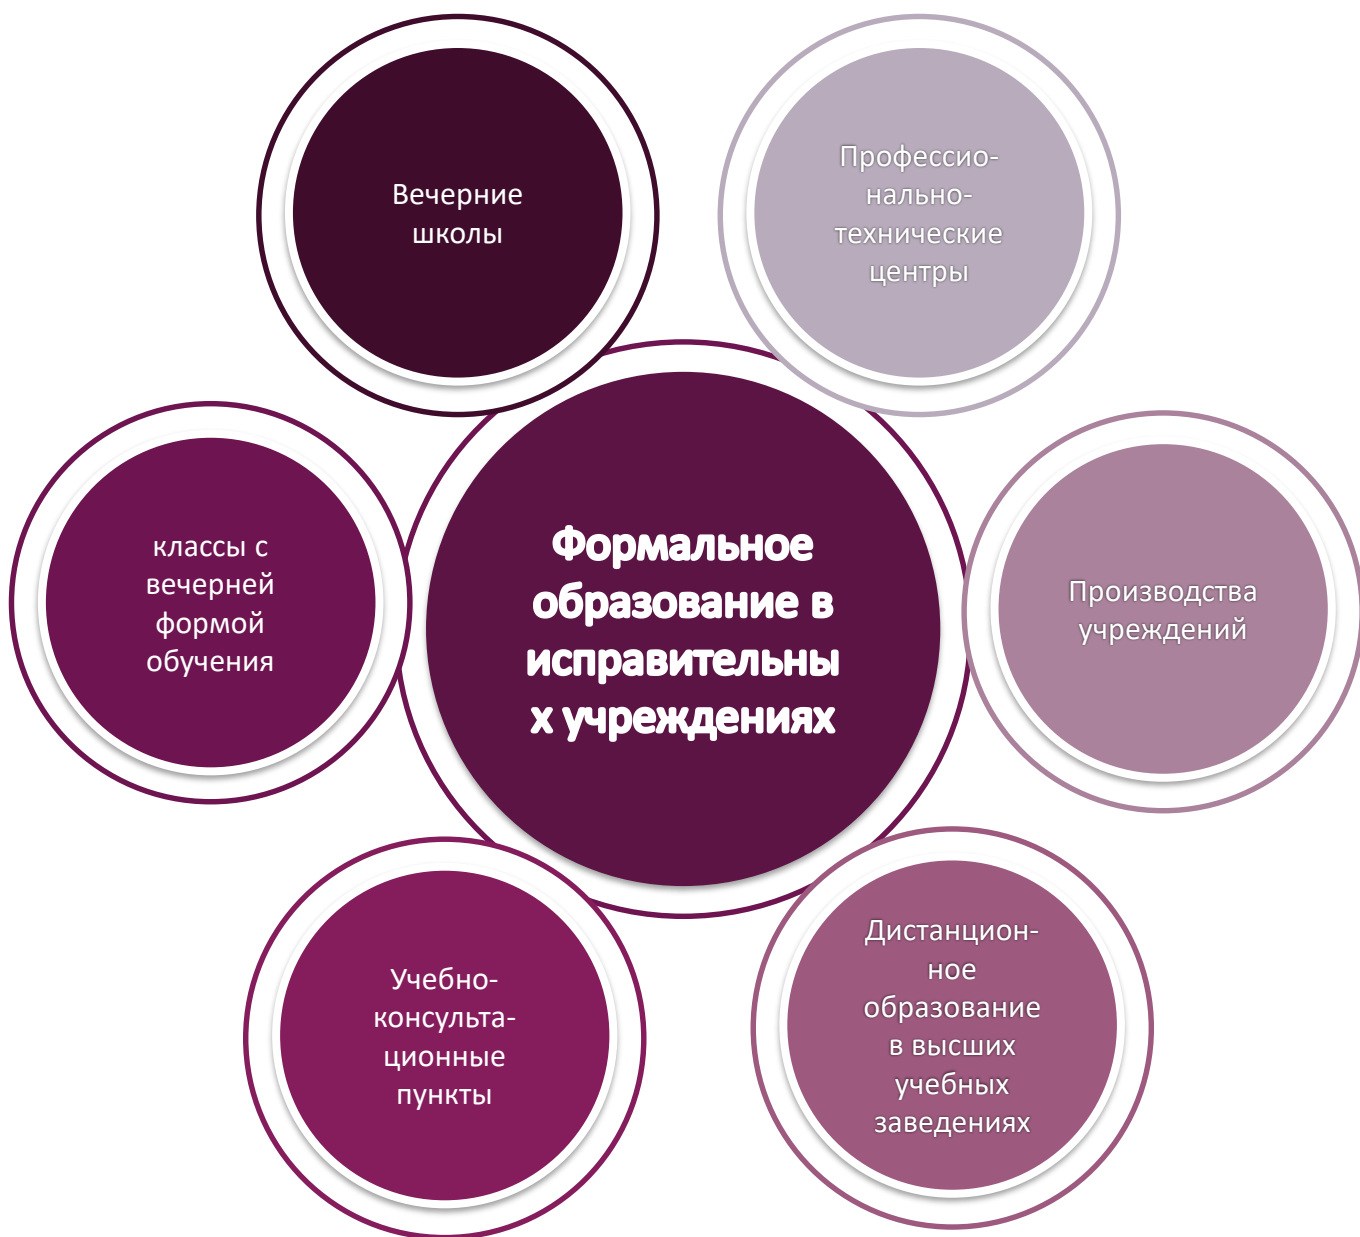 Вечерние
школы
Профессио-
нально-
технические
центры
классы с
вечерней
формой
обучения
Формальное
образование в
исправительны
х учреждениях
Производства
учреждений
Учебно-
консульта-
ционные
пункты
Дистанцион-
ное
образование
в высших
учебных
заведениях